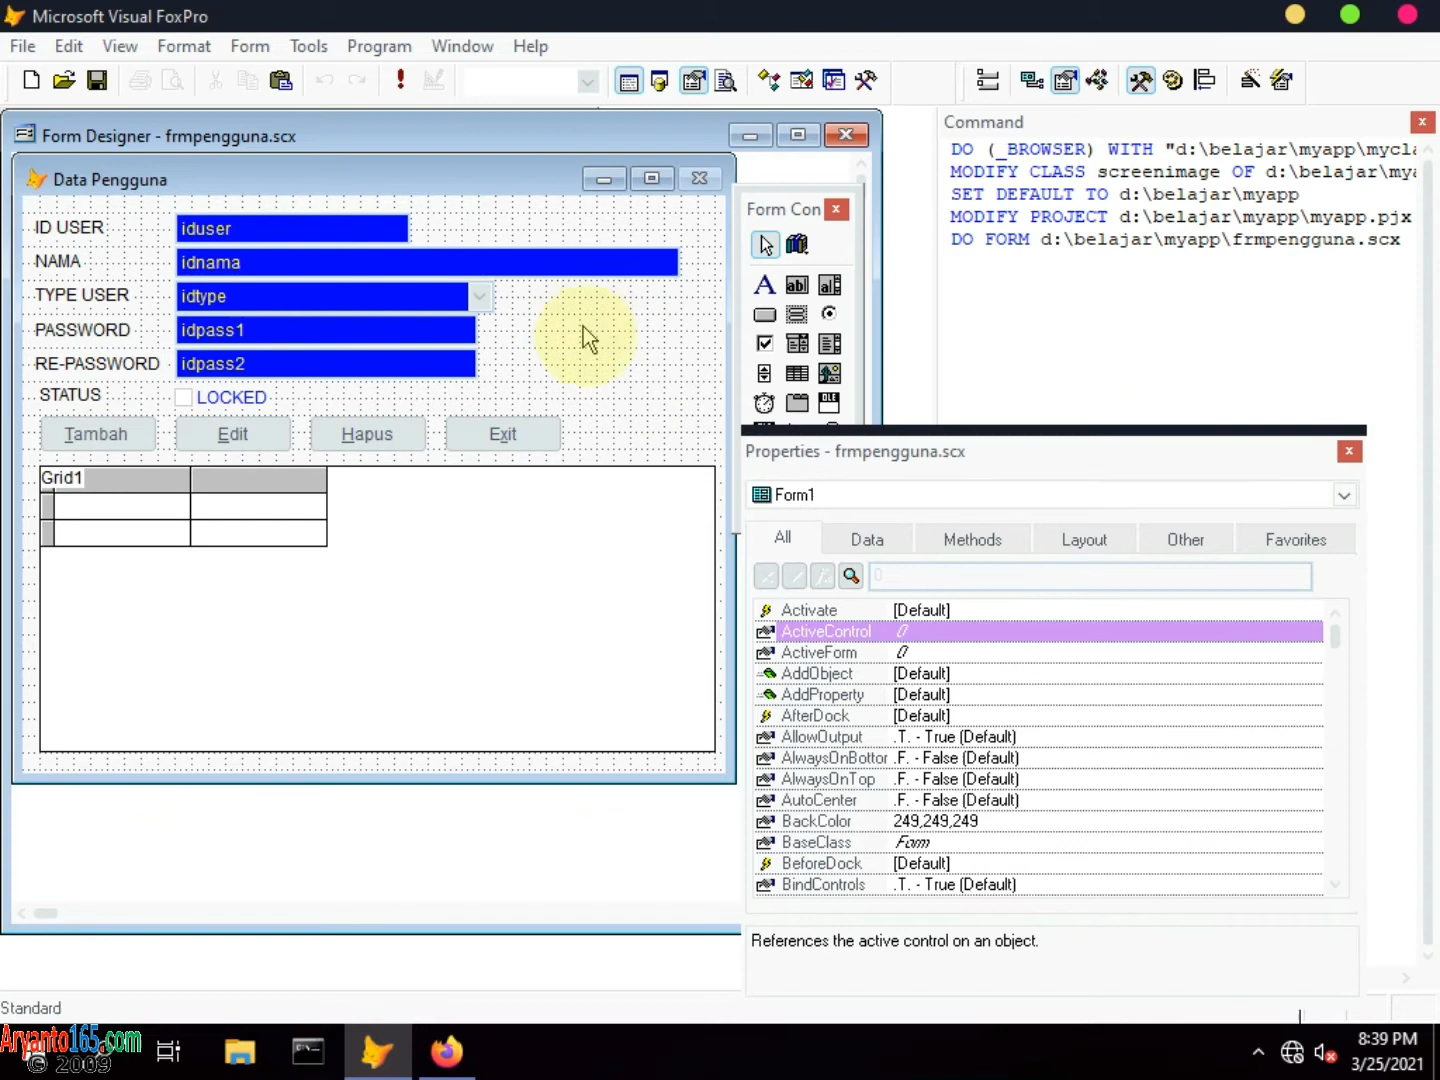 Microsoft Visual FoxPro
File Edit View Format Form Tools Program Window Help
Form Designer - frmpengguna.scx
Data Pengguna
ID USER iduser
NAMA idnama
TYPE USER idtype
PASSWORD idpass1
RE-PASSWORD idpass2
STATUS LOCKED
Tambah Edit Hapus Exit
Grid1
Form Con
Command
DO (_BROWSER) WITH "d:\belajar\myapp\mycla
MODIFY CLASS screenimage OF d:\belajar\myap
SET DEFAULT TO d:\belajar\myapp
MODIFY PROJECT d:\belajar\myapp\myapp.pjx
DO FORM d:\belajar\myapp\frmpengguna.scx
Properties - frmpengguna.scx
Form1
All Data Methods Layout Other Favorites
0
Activate [Default]
ActiveControl 0
ActiveForm 0
AddObject [Default]
AddProperty [Default]
AfterDock [Default]
AllowOutput .T. - True (Default)
AlwaysOnBottor .F. - False (Default)
AlwaysOnTop .F. - False (Default)
AutoCenter .F. - False (Default)
BackColor 249,249,249
BaseClass Form
BeforeDock [Default]
BindControls .T. - True (Default)
References the active control on an object.
Standard
Aryanto165.com
© 2009
8:39 PM
3/25/2021